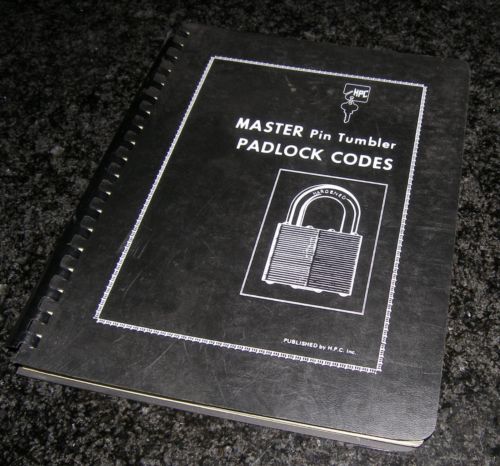 HPC
MASTER Pin Tumbler
PADLOCK CODES
HARDENED
PUBLISHED by H.P.C. Inc.